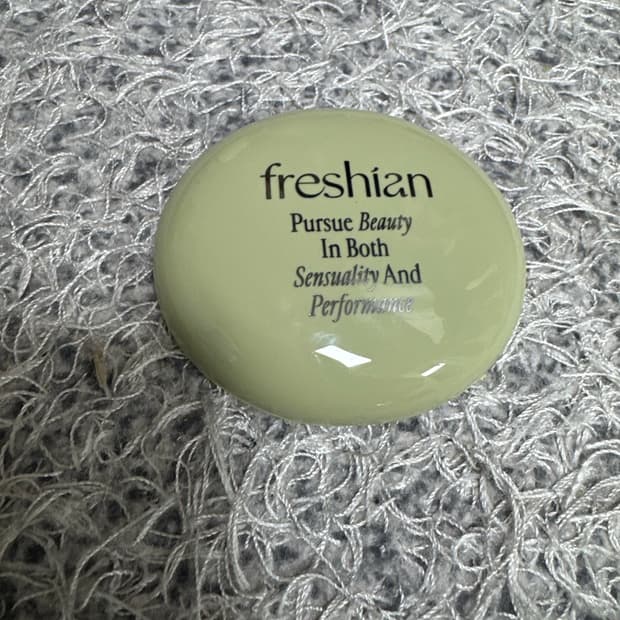 freshian
Pursue Beauty
In Both
Sensuality And
Performance